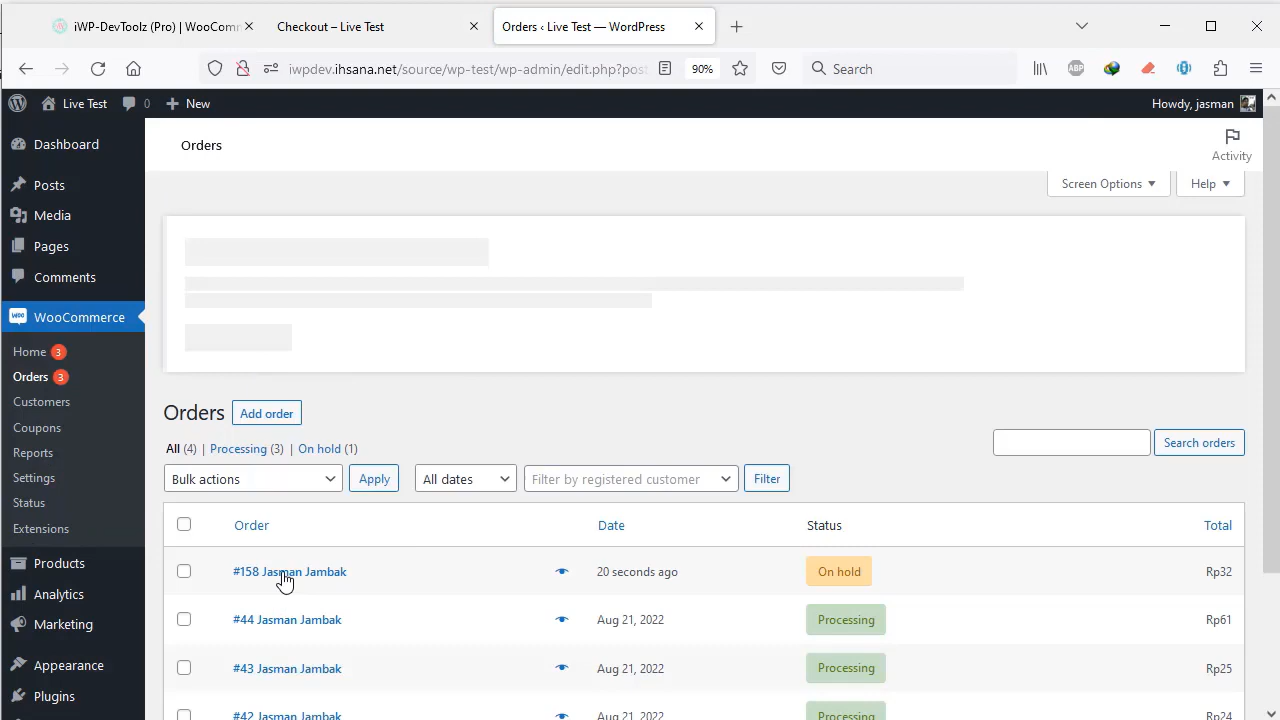 iWP-DevToolz (Pro) | WooComm
Checkout – Live Test
Orders ‹ Live Test — WordPress
iwpdev.ihsana.net/source/wp-test/wp-admin/edit.php?post
90%
Search
ABP
Live Test
0
New
Howdy, jasman
Dashboard
Posts
Media
Pages
Comments
WooCommerce
Home 3
Orders 3
Customers
Coupons
Reports
Settings
Status
Extensions
Products
Analytics
Marketing
Appearance
Plugins
Orders
Activity
Screen Options
Help
Orders
Add order
All (4) | Processing (3) | On hold (1)
Search orders
Bulk actions
Apply
All dates
Filter by registered customer
Filter
Order
Date
Status
Total
#158 Jasman Jambak
20 seconds ago
On hold
Rp32
#44 Jasman Jambak
Aug 21, 2022
Processing
Rp61
#43 Jasman Jambak
Aug 21, 2022
Processing
Rp25
#42 Jasman Jambak
Aug 21, 2022
Processing
Rp24